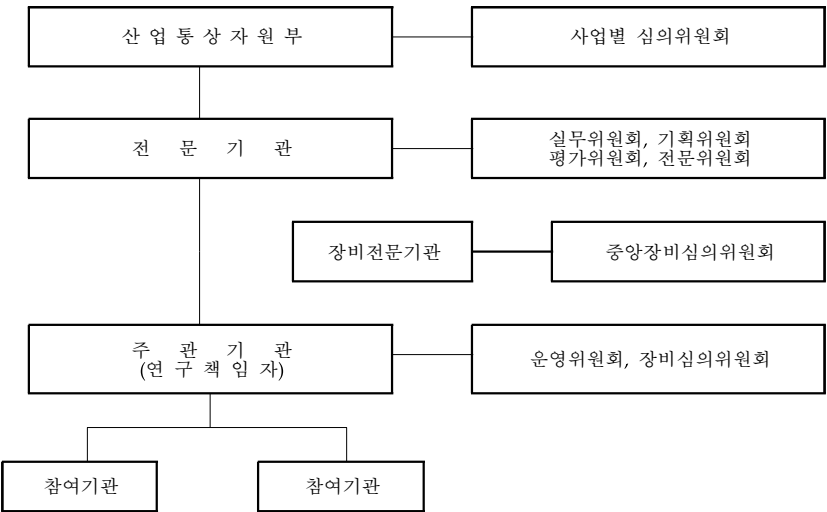 산 업 통 상 자 원 부
사업별 심의위원회
전 문 기 관
실무위원회, 기획위원회
평가위원회, 전문위원회
장비전문기관
중앙장비심의위원회
주 관 기 관
(연 구 책 임 자)
운영위원회, 장비심의위원회
참여기관
참여기관